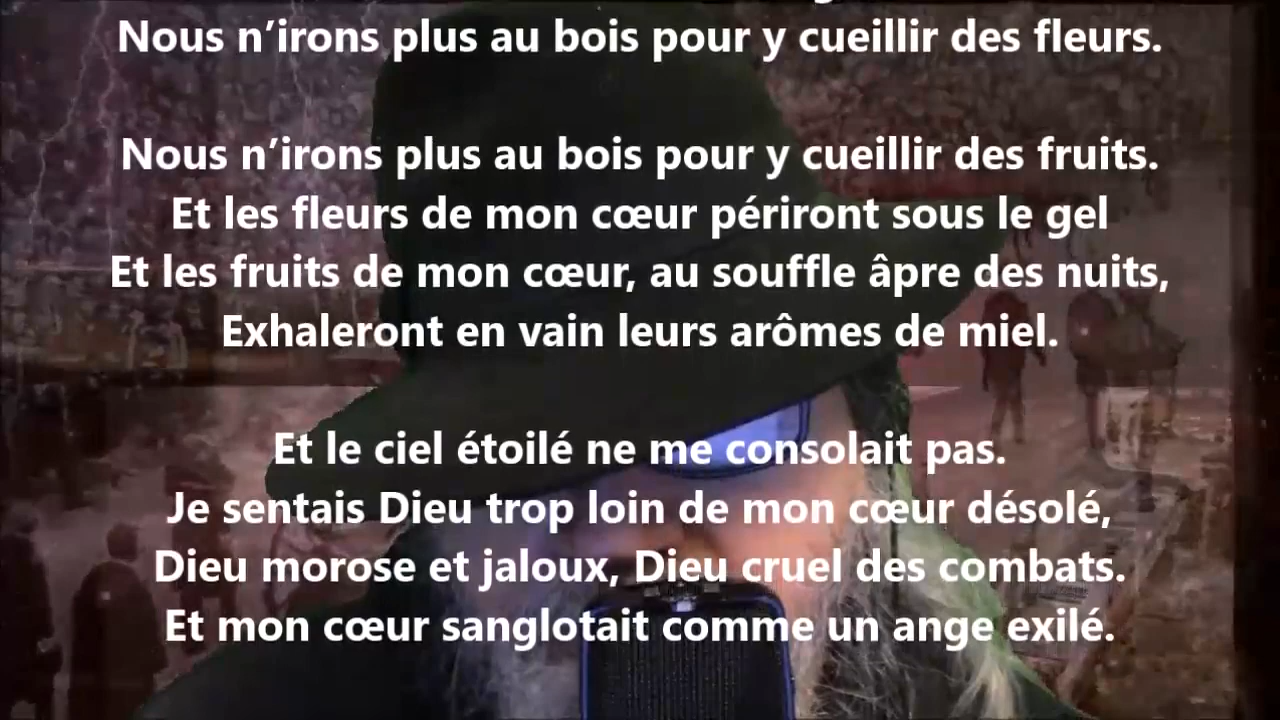 Nous n’irons plus au bois pour y cueillir des fleurs.
Nous n’irons plus au bois pour y cueillir des fruits.
Et les fleurs de mon cœur périront sous le gel
Et les fruits de mon cœur, au souffle âpre des nuits,
Exhaleront en vain leurs arômes de miel.
Et le ciel étoilé ne me consolait pas.
Je sentais Dieu trop loin de mon cœur désolé,
Dieu morose et jaloux, Dieu cruel des combats.
Et mon cœur sanglotait comme un ange exilé.